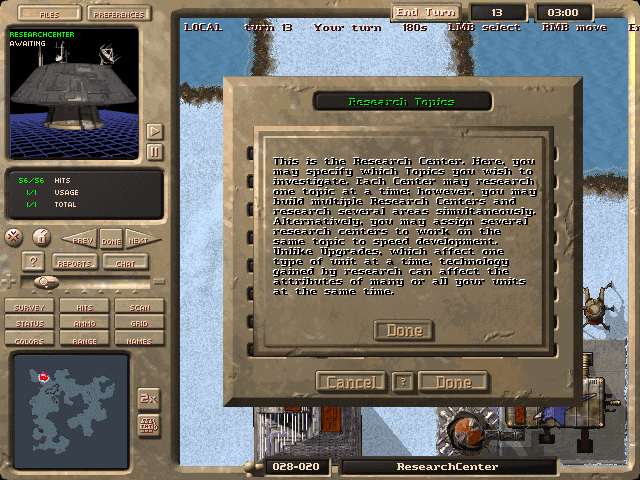 FILES
PREFERENCES
End Turn
13
03:00
LOCAL turn 13 Your turn 180s LMB select RMB move
RESEARCHCENTER
AWAITING
Research Topics
This is the Research Center. Here, you
may specify which Topics you wish to
investigate. Each Center may research
one topic at a time however, you may
build multiple Research Centers and
research several areas simultaneously.
Alternatively, you may assign several
research centers to work on the
same topic to speed development.
Unlike Upgrades, which affect one
type of unit at a time, technology
gained by research can affect the
attributes of many or all your units
at the same time.
Done
Cancel
?
Done
56/56 HITS
1/1 USAGE
1/1 TOTAL
PREV
DONE
NEXT
?
REPORTS
CHAT
SURVEY
HITS
SCAN
STATUS
AMMO
GRID
COLORS
RANGE
NAMES
2x
028-020
ResearchCenter